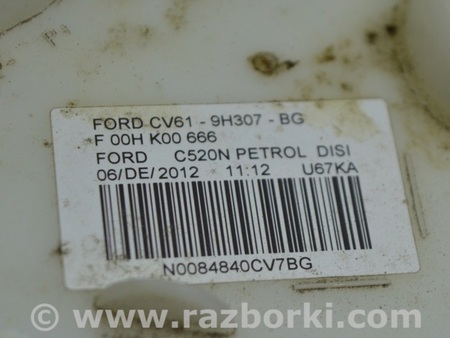 FORD CV61 - 9H307 - BG
F 00H K00 666
FORD C520N PETROL DISI
06/DE/2012 11:12 U67KA
N0084840CV7BG
© www.razborki.com